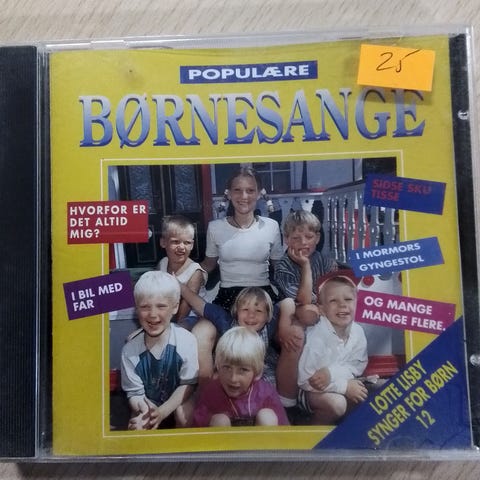 POPULÆRE
25
BØRNESANGE
HVORFOR ER
DET ALTID
MIG?
SIDSE SKU
TISSE
I MORMORS
GYNGESTOL
I BIL MED
FAR
OG MANGE
MANGE FLERE.
LOTTE LISBY
SYNGER FOR BØRN
12